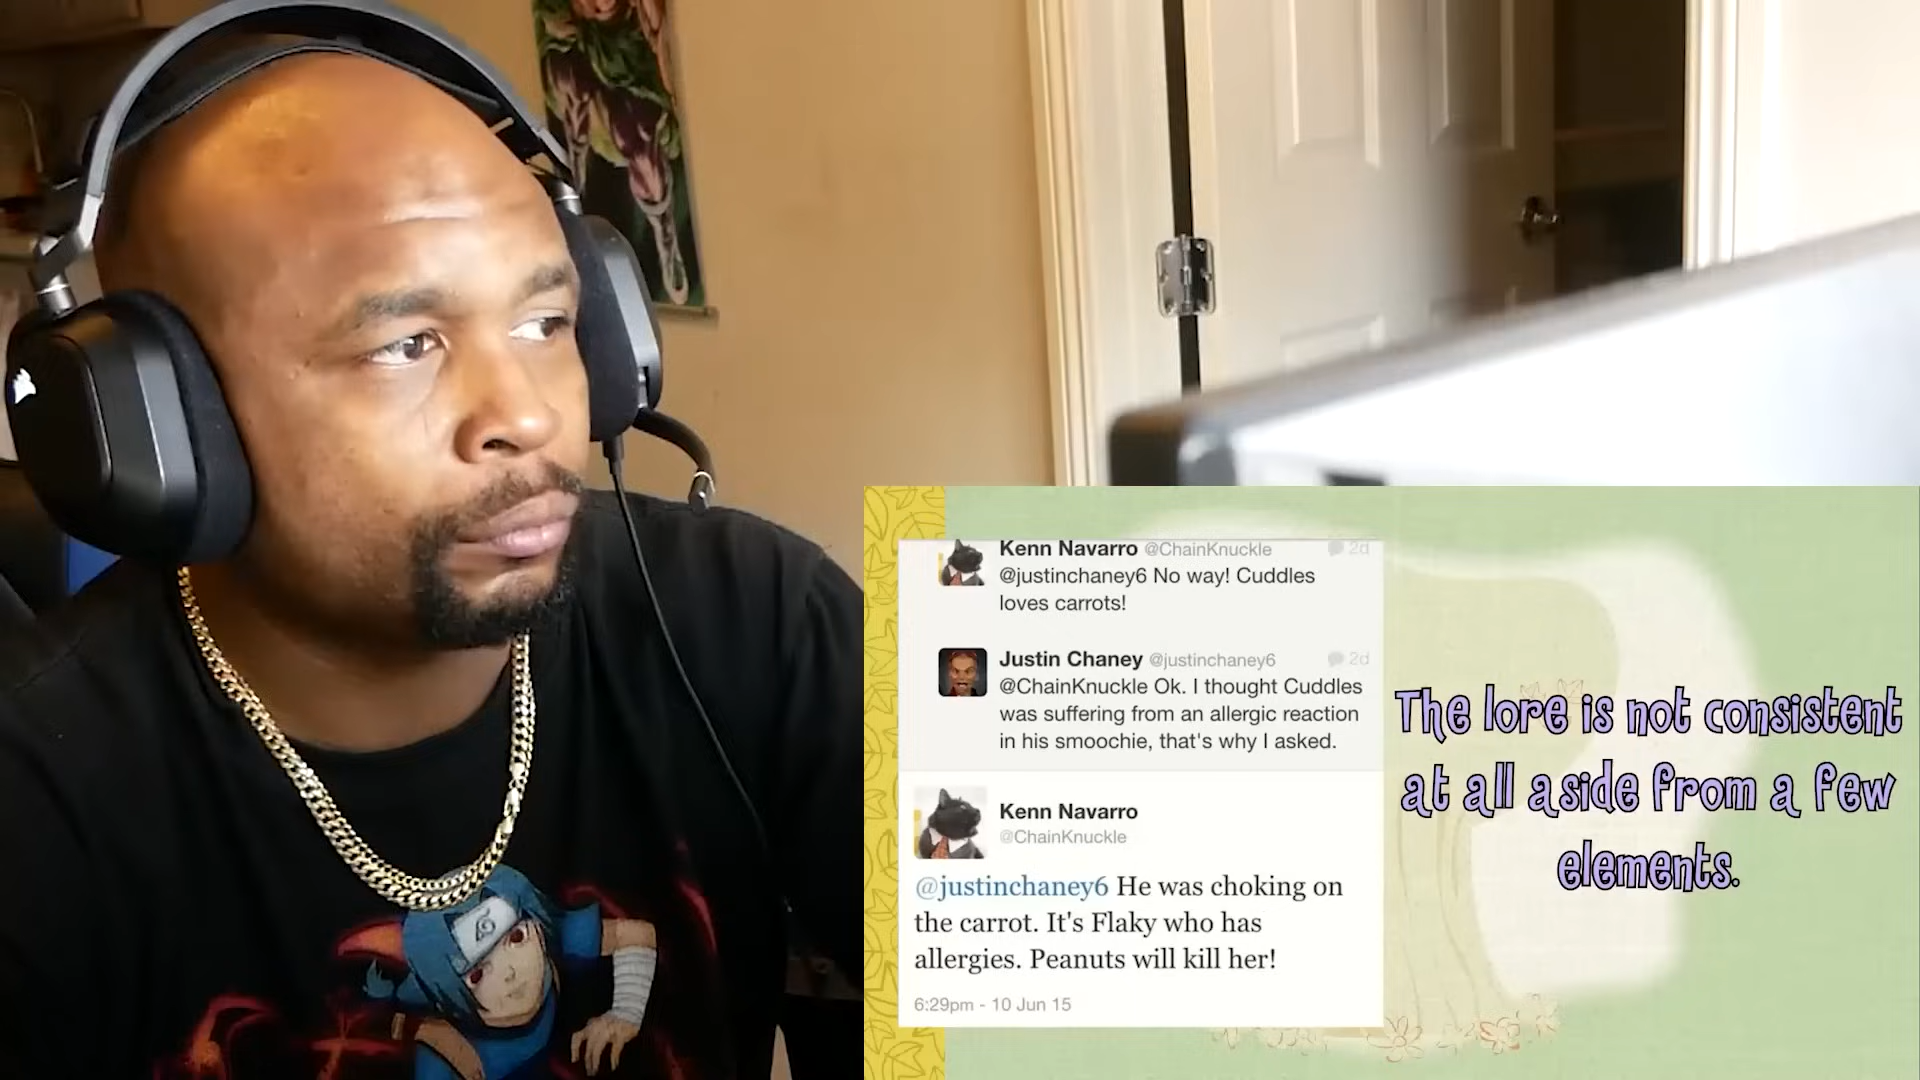 Kenn Navarro @ChainKnuckle 2d
@justinchaney6 No way! Cuddles
loves carrots!
Justin Chaney @justinchaney6 2d
@ChainKnuckle Ok. I thought Cuddles
was suffering from an allergic reaction
in his smoochie, that's why I asked.
Kenn Navarro
@ChainKnuckle
@justinchaney6 He was choking on
the carrot. It's Flaky who has
allergies. Peanuts will kill her!
6:29pm - 10 Jun 15
The lore is not consistent
at all aside from a few
elements.